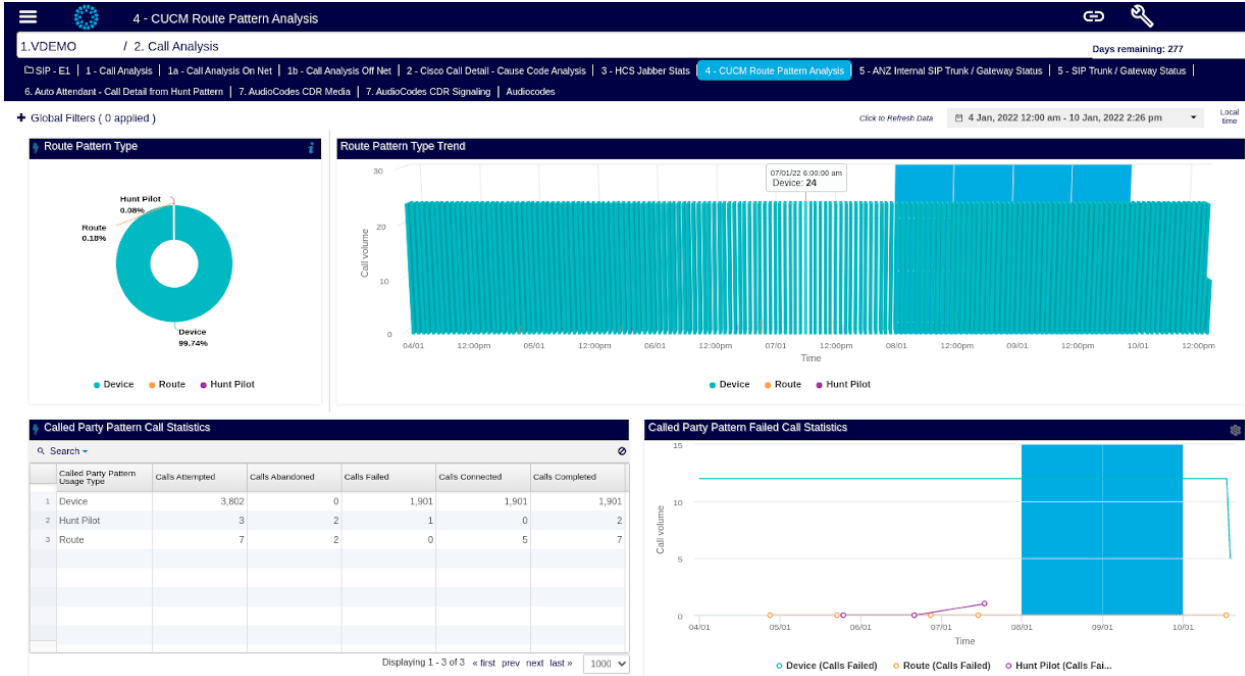 4 - CUCM Route Pattern Analysis
1.VDEMO / 2. Call Analysis
Days remaining: 277
SIP - E1 | 1 - Call Analysis | 1a - Call Analysis On Net | 1b - Call Analysis Off Net | 2 - Cisco Call Detail - Cause Code Analysis | 3 - HCS Jabber Stats | 4 - CUCM Route Pattern Analysis | 5 - ANZ Internal SIP Trunk / Gateway Status | 5 - SIP Trunk / Gateway Status |
6. Auto Attendant - Call Detail from Hunt Pattern | 7. AudioCodes CDR Media | 7. AudioCodes CDR Signaling | Audiocodes
+ Global Filters ( 0 applied )
Click to Refresh Data
4 Jan, 2022 12:00 am - 10 Jan, 2022 2:26 pm
Local
time
Route Pattern Type
i
Hunt Pilot
0.08%
Route
0.18%
Device
99.74%
Device Route Hunt Pilot
Route Pattern Type Trend
07/01/22 6:00:00 am
Device: 24
30
20
10
0
Call volume
04/01 12:00pm 05/01 12:00pm 06/01 12:00pm 07/01 12:00pm 08/01 12:00pm 09/01 12:00pm 10/01 12:00pm
Time
Device Route Hunt Pilot
Called Party Pattern Call Statistics
Search
Called Party Pattern
Usage Type
Calls Attempted Calls Abandoned Calls Failed Calls Connected Calls Completed
1 Device 3,802 0 1,901 1,901 1,901
2 Hunt Pilot 3 2 1 0 2
3 Route 7 2 0 5 7
Displaying 1 - 3 of 3 « first prev next last » 1000
Called Party Pattern Failed Call Statistics
15
10
5
0
Call volume
04/01 05/01 06/01 07/01 08/01 09/01 10/01
Time
Device (Calls Failed) Route (Calls Failed) Hunt Pilot (Calls Fai...